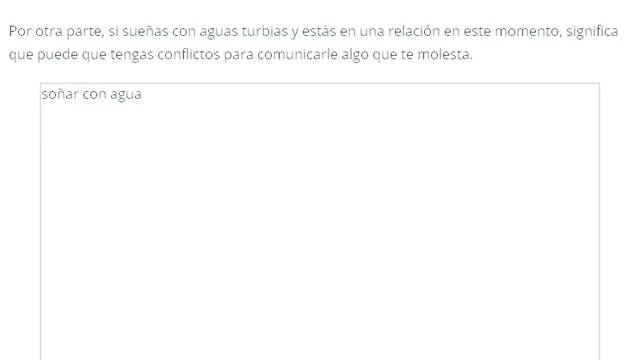 Por otra parte, si sueñas con aguas turbias y estás en una relación en este momento, significa
que puede que tengas conflictos para comunicarle algo que te molesta.
soñar con agua